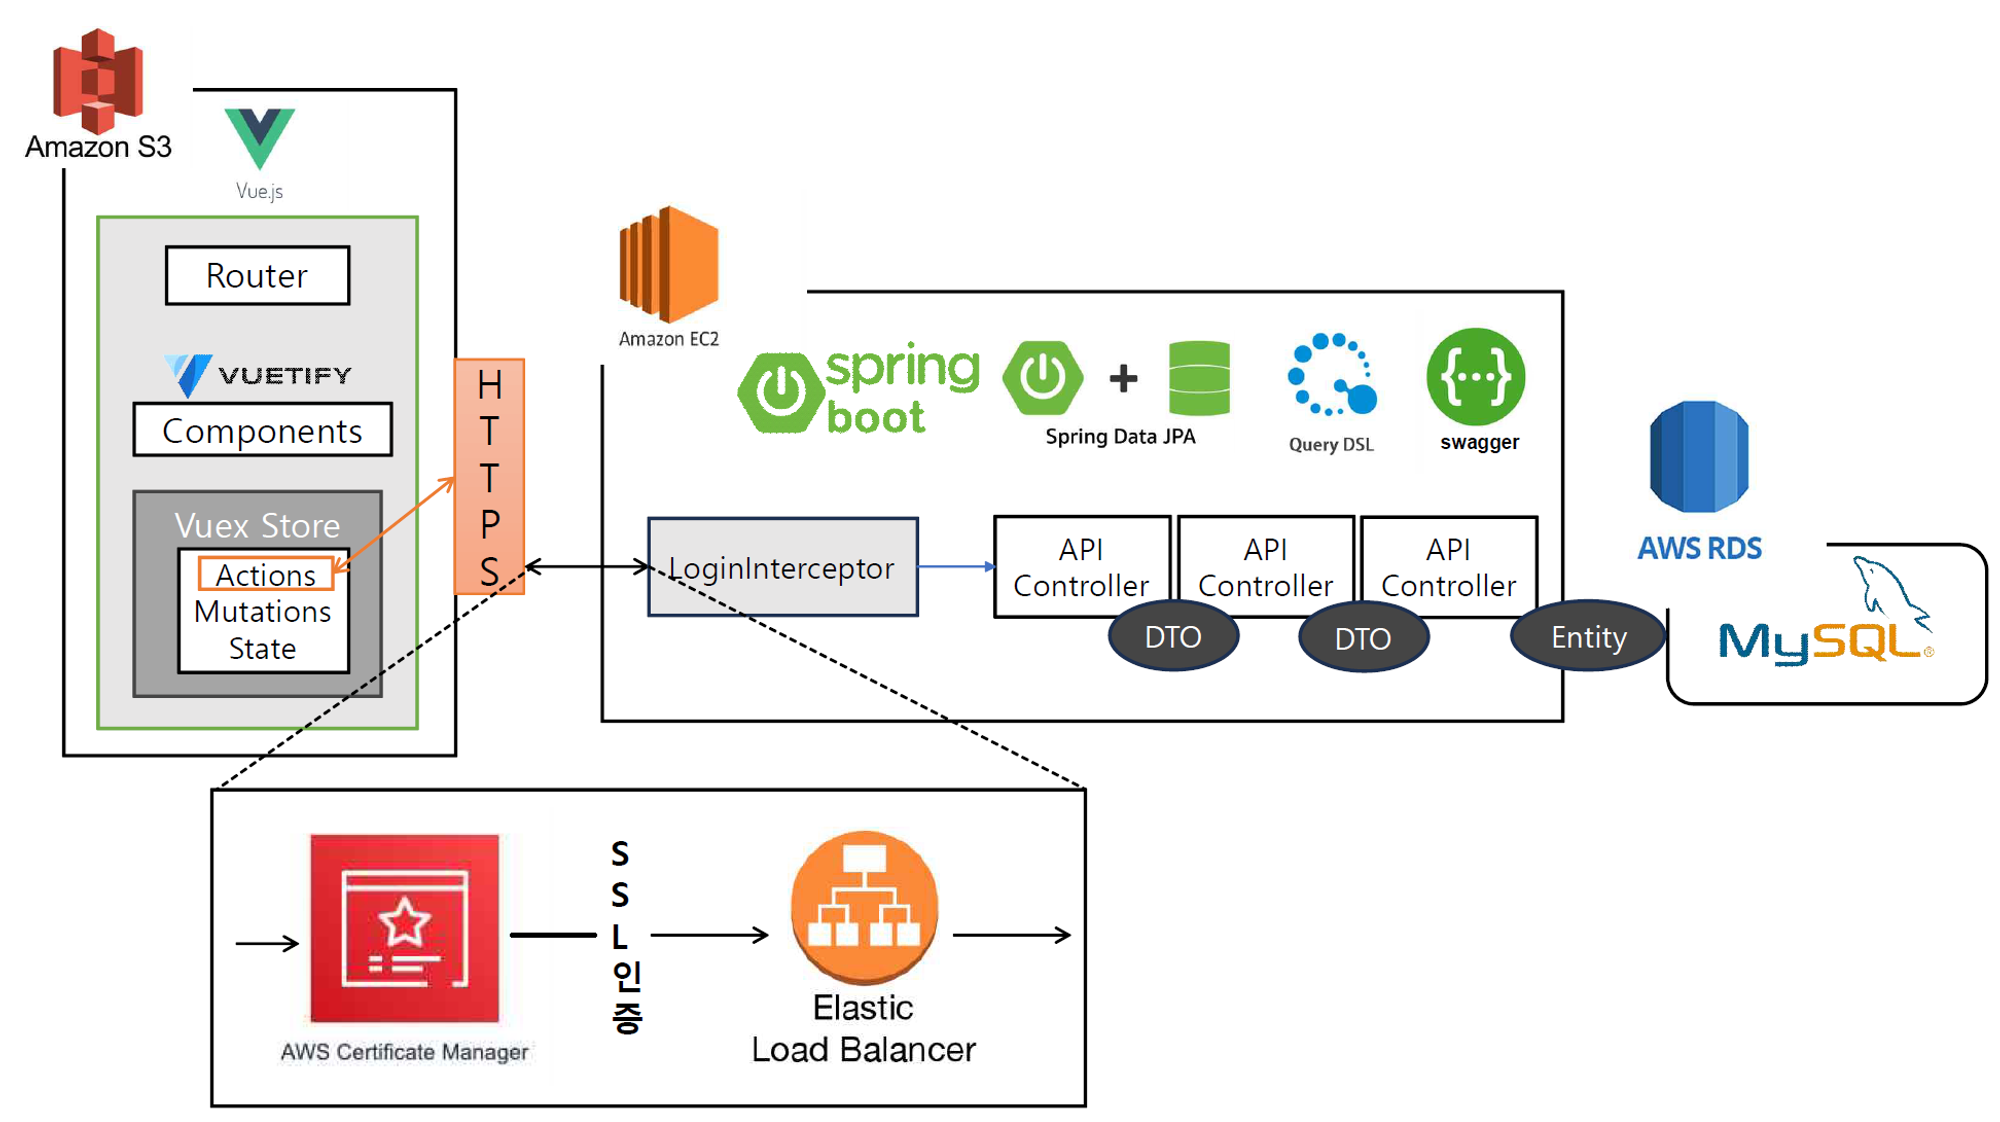 Amazon S3
Vue.js
Router
VUETIFY
Components
Vuex Store
Actions
Mutations
State
H
T
T
P
S
Amazon EC2
spring
boot
+
Spring Data JPA
Query DSL
{...}
swagger
LoginInterceptor
API
Controller
API
Controller
API
Controller
DTO
DTO
Entity
AWS RDS
MySQL®
AWS Certificate Manager
S
S
L
인
증
Elastic
Load Balancer